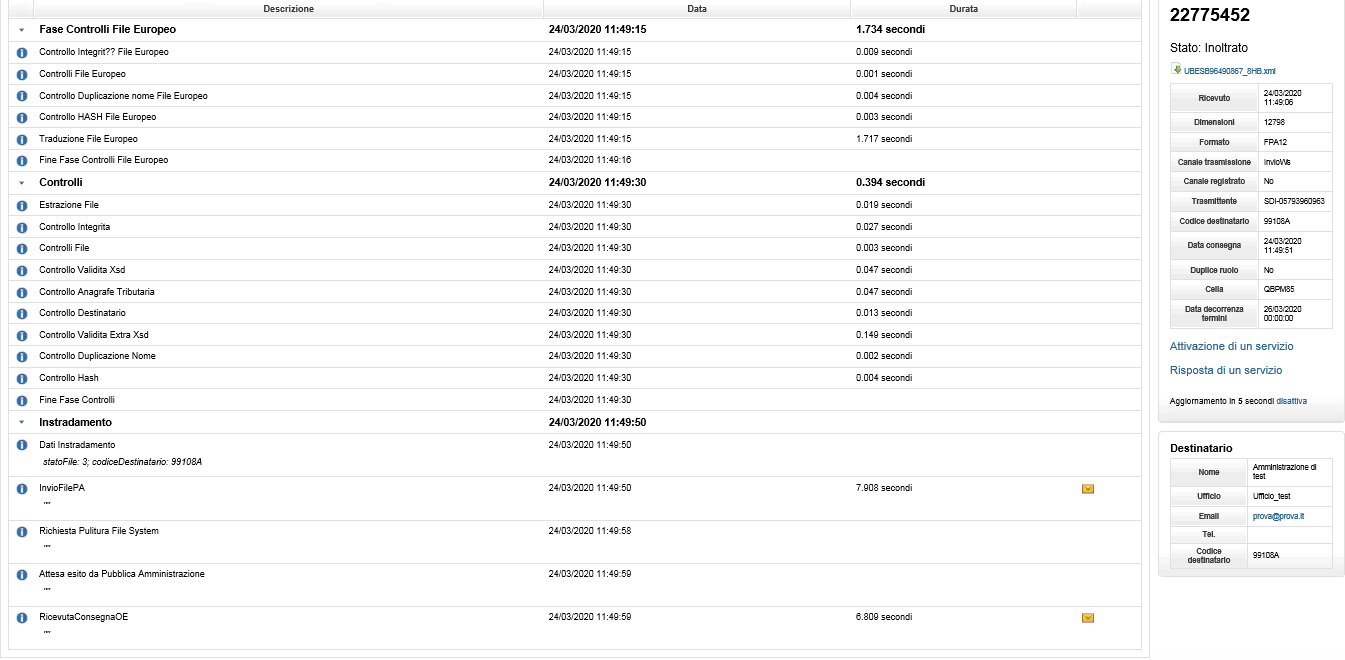 Descrizione Data Durata
Fase Controlli File Europeo 24/03/2020 11:49:15 1.734 secondi
Controllo Integrit?? File Europeo 24/03/2020 11:49:15 0.009 secondi
Controlli File Europeo 24/03/2020 11:49:15 0.001 secondi
Controllo Duplicazione nome File Europeo 24/03/2020 11:49:15 0.004 secondi
Controllo HASH File Europeo 24/03/2020 11:49:15 0.003 secondi
Traduzione File Europeo 24/03/2020 11:49:15 1.717 secondi
Fine Fase Controlli File Europeo 24/03/2020 11:49:16
Controlli 24/03/2020 11:49:30 0.394 secondi
Estrazione File 24/03/2020 11:49:30 0.019 secondi
Controllo Integrita 24/03/2020 11:49:30 0.027 secondi
Controlli File 24/03/2020 11:49:30 0.003 secondi
Controllo Validita Xsd 24/03/2020 11:49:30 0.047 secondi
Controllo Anagrafe Tributaria 24/03/2020 11:49:30 0.047 secondi
Controllo Destinatario 24/03/2020 11:49:30 0.013 secondi
Controllo Validita Extra Xsd 24/03/2020 11:49:30 0.149 secondi
Controllo Duplicazione Nome 24/03/2020 11:49:30 0.002 secondi
Controllo Hash 24/03/2020 11:49:30 0.004 secondi
Fine Fase Controlli 24/03/2020 11:49:30
Instradamento 24/03/2020 11:49:50
Dati Instradamento 24/03/2020 11:49:50
statoFile: 3; codiceDestinatario: 99108A
InvioFilePA 24/03/2020 11:49:50 7.908 secondi
""
Richiesta Pulitura File System 24/03/2020 11:49:58
""
Attesa esito da Pubblica Amministrazione 24/03/2020 11:49:59
""
RicevutaConsegnaOE 24/03/2020 11:49:59 6.809 secondi
""
22775452
Stato: Inoltrato
UBESB96490867_8HB.xml
Ricevuto 24/03/2020
11:49:06
Dimensioni 12798
Formato FPA12
Canale trasmissione InvioWs
Canale registrato No
Trasmittente SDI-05793960963
Codice destinatario 99108A
Data consegna 24/03/2020
11:49:51
Duplice ruolo No
Cella QBPM85
Data decorrenza
termini 26/03/2020
00:00:00
Attivazione di un servizio
Risposta di un servizio
Aggiornamento in 5 secondi disattiva
Destinatario
Nome Amministrazione di
test
Ufficio Ufficio_test
Email prova@prova.it
Tel.
Codice
destinatario 99108A